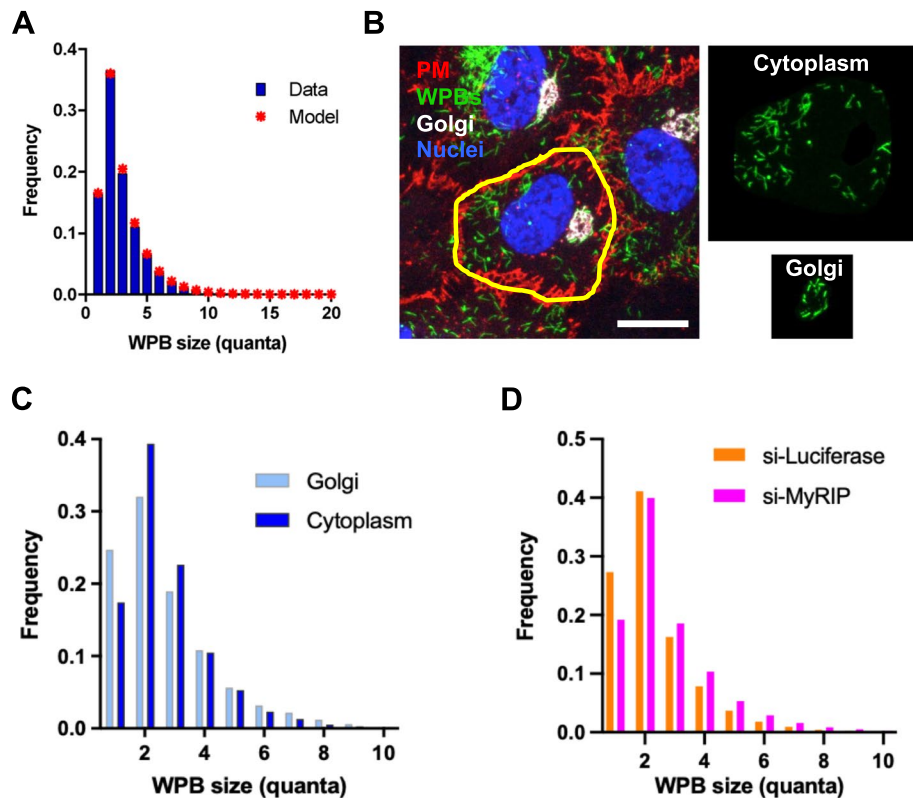 A
0.4
0.3
0.2
0.1
0.0
0
5
10
15
20
Frequency
WPB size (quanta)
Data
Model
B
PM
WPBs
Golgi
Nuclei
Cytoplasm
Golgi
C
0.4
0.3
0.2
0.1
0.0
2
4
6
8
10
Frequency
WPB size (quanta)
Golgi
Cytoplasm
D
0.5
0.4
0.3
0.2
0.1
0.0
2
4
6
8
10
Frequency
WPB size (quanta)
si-Luciferase
si-MyRIP